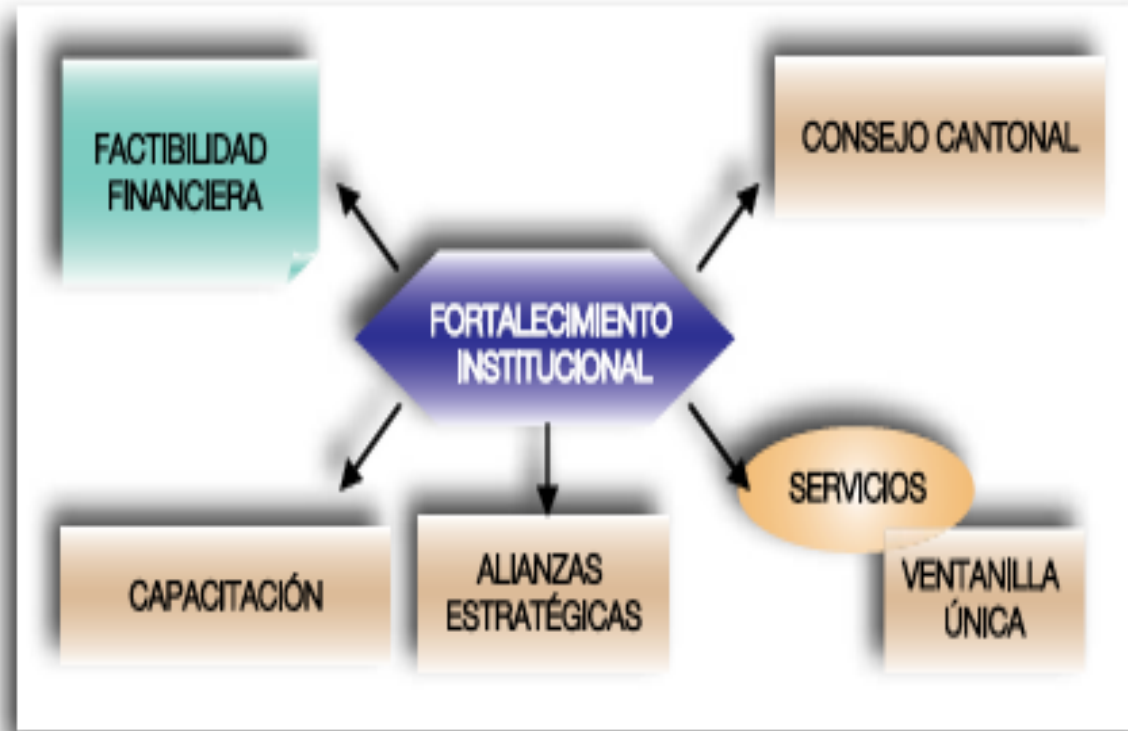 FACTIBILIDAD
FINANCIERA
CONSEJO CANTONAL
FORTALECIMIENTO
INSTITUCIONAL
SERVICIOS
CAPACITACIÓN
ALIANZAS
ESTRATÉGICAS
VENTANILLA
ÚNICA